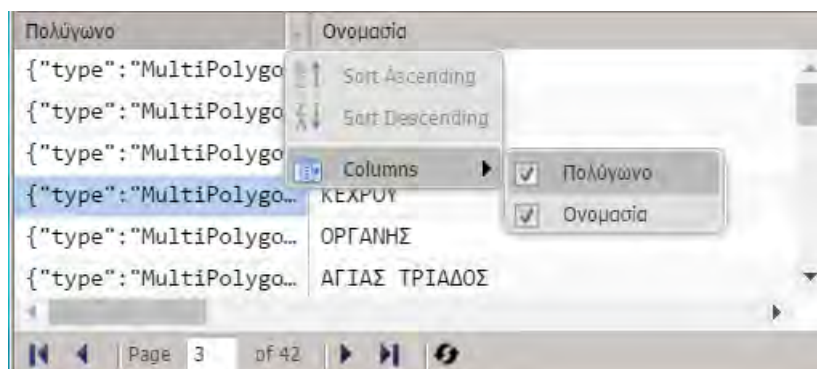 Πολύγωνο Ονομασία
{"type":"MultiPolygo
{"type":"MultiPolygo
{"type":"MultiPolygo
{"type":"MultiPolygo... ΚΕΧΡΟΥ
{"type":"MultiPolygo... ΟΡΓΑΝΗΣ
{"type":"MultiPolygo... ΑΓΙΑΣ ΤΡΙΑΔΟΣ
Sort Ascending
Sort Descending
Columns
Πολύγωνο
Ονομασία
Page 3 of 42